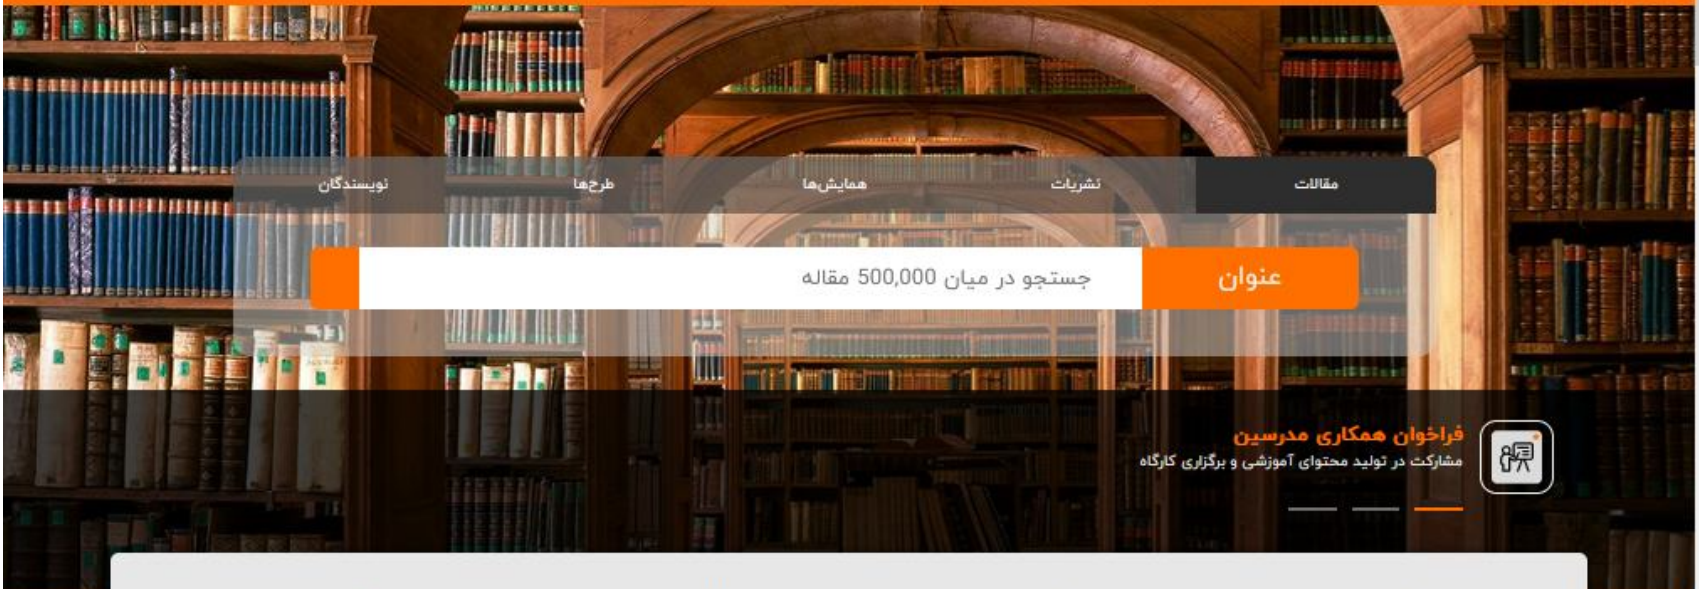 مقالات
نشریات
همایش‌ها
طرح‌ها
نویسندگان
عنوان
جستجو در میان 500,000 مقاله
فراخوان همکاری مدرسین
مشارکت در تولید محتوای آموزشی و برگزاری کارگاه